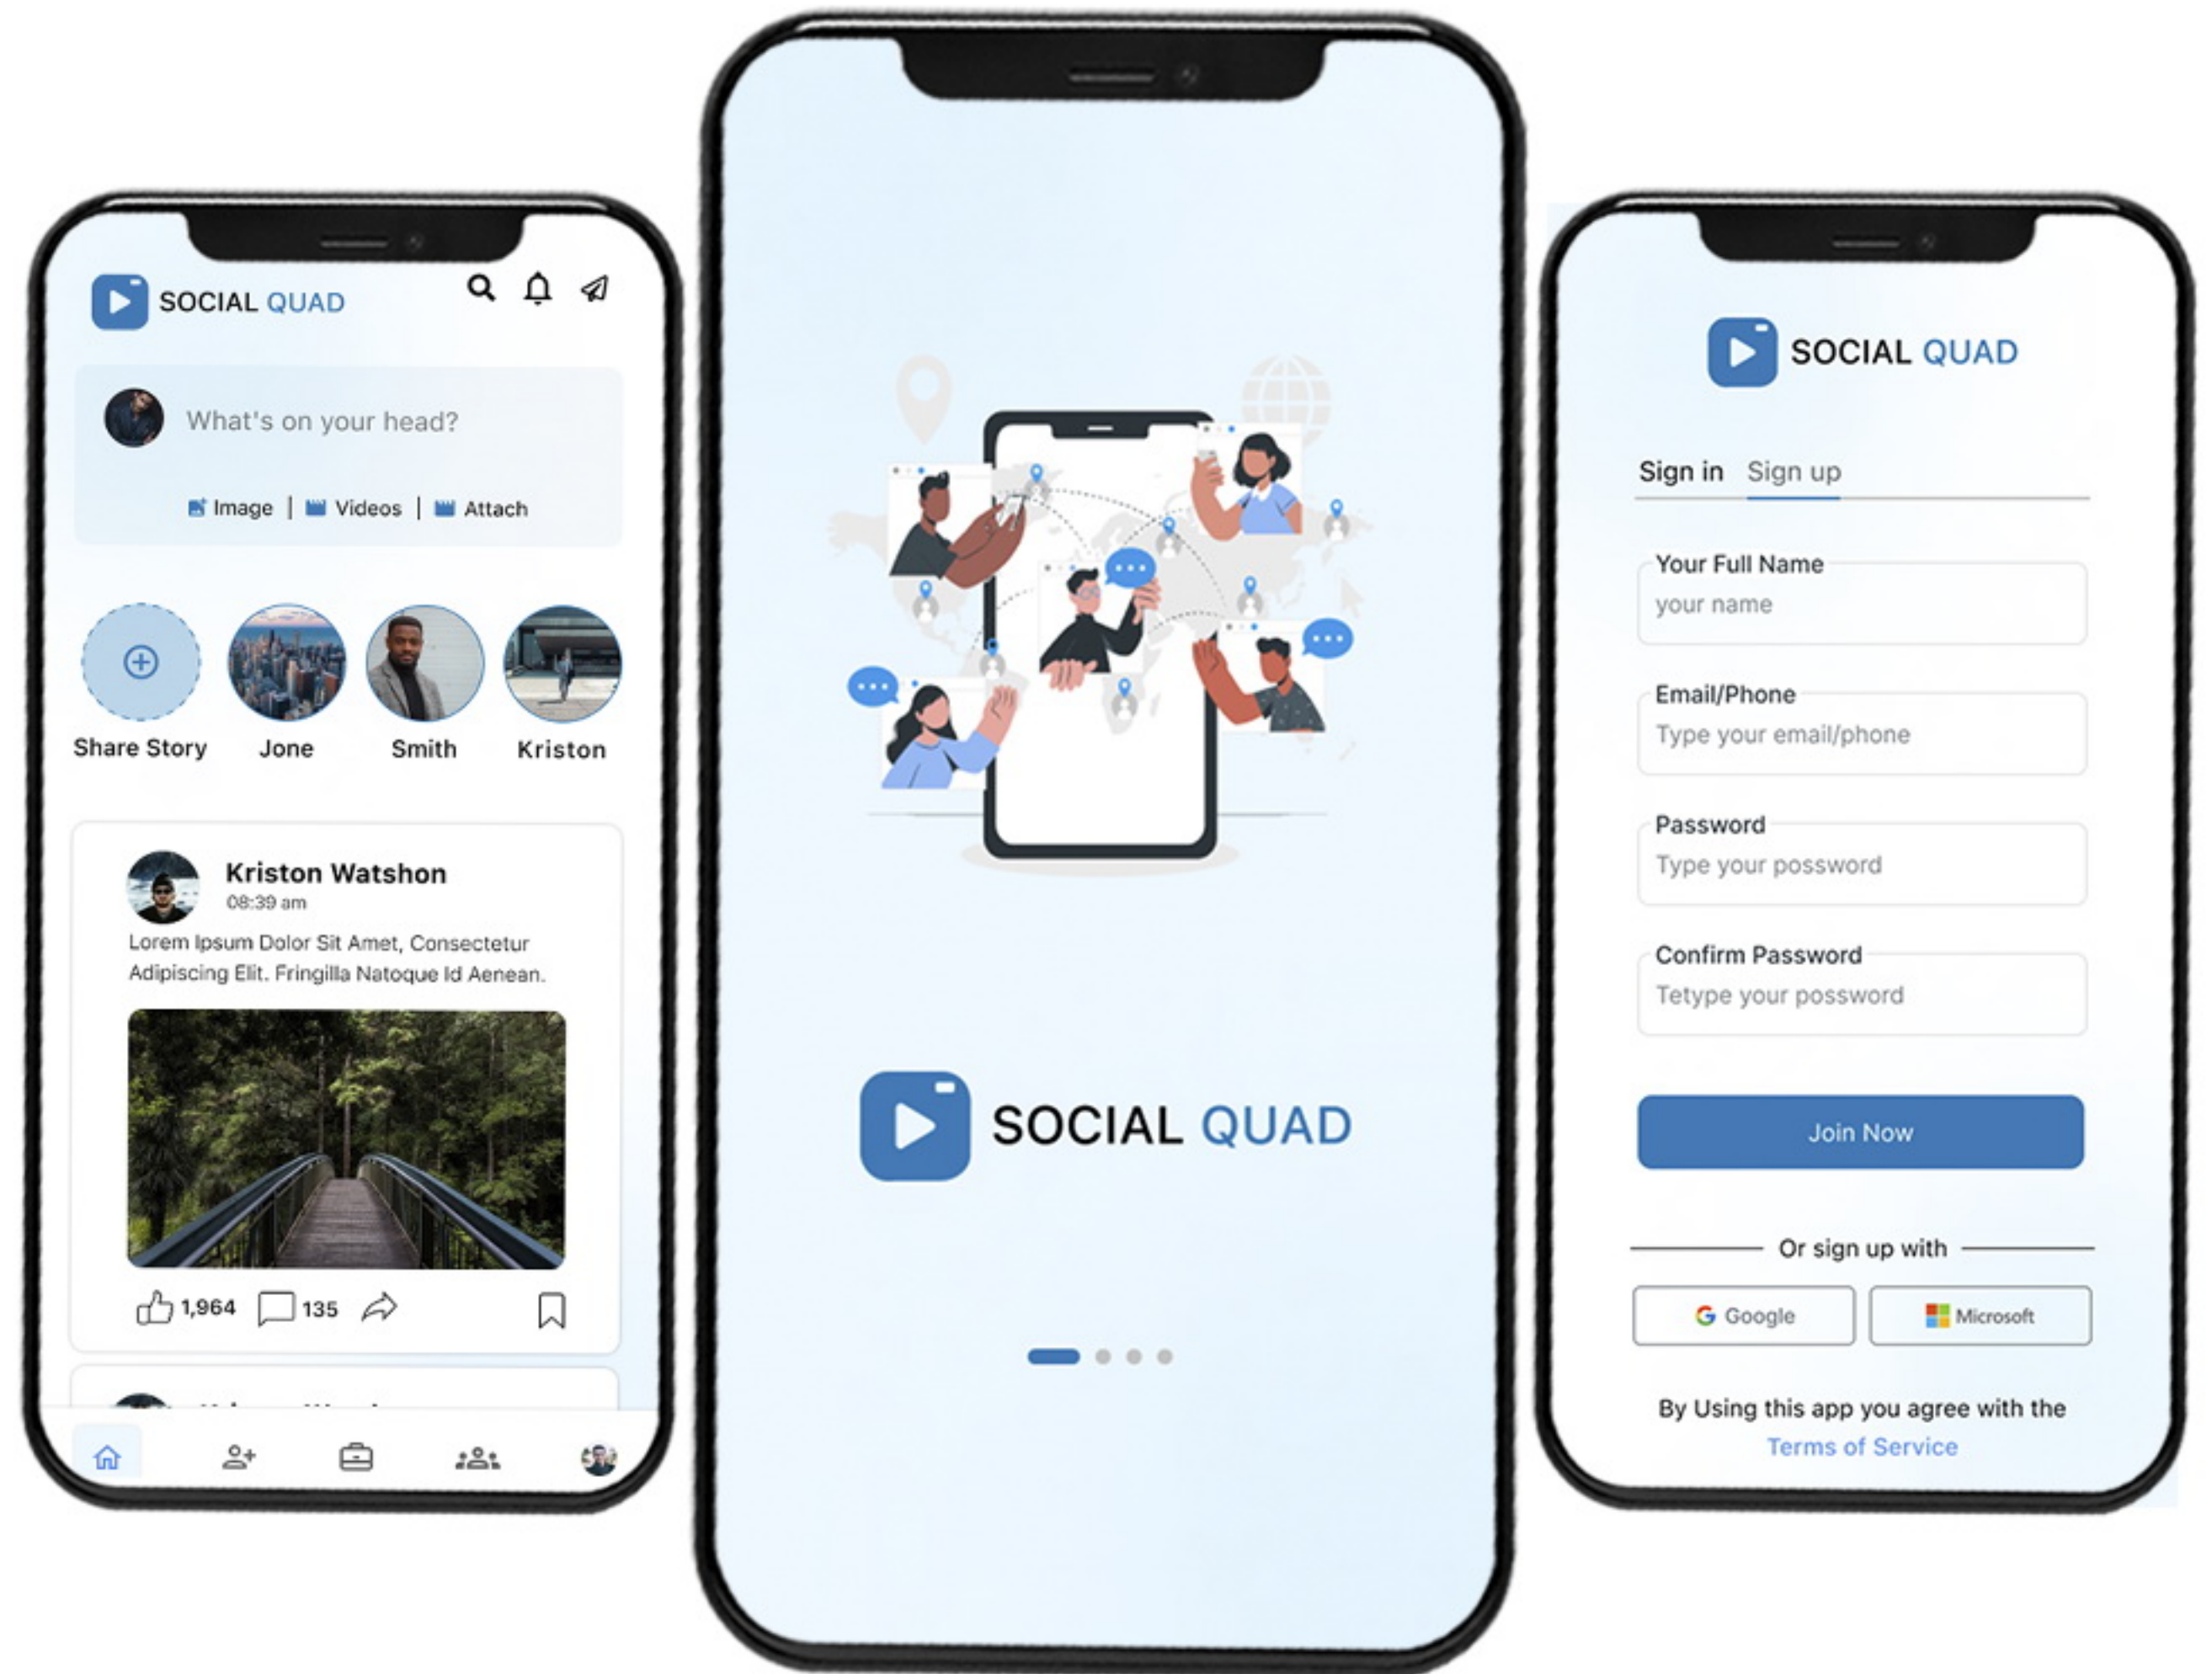 SOCIAL QUAD
What's on your head?
Image | Videos | Attach
Share Story Jone Smith Kriston
Kriston Watshon
08:39 am
Lorem Ipsum Dolor Sit Amet, Consectetur
Adipiscing Elit. Fringilla Natoque Id Aenean.
1,964 135
SOCIAL QUAD
SOCIAL QUAD
Sign in Sign up
Your Full Name
your name
Email/Phone
Type your email/phone
Password
Type your possword
Confirm Password
Tetype your possword
Join Now
Or sign up with
Google Microsoft
By Using this app you agree with the
Terms of Service